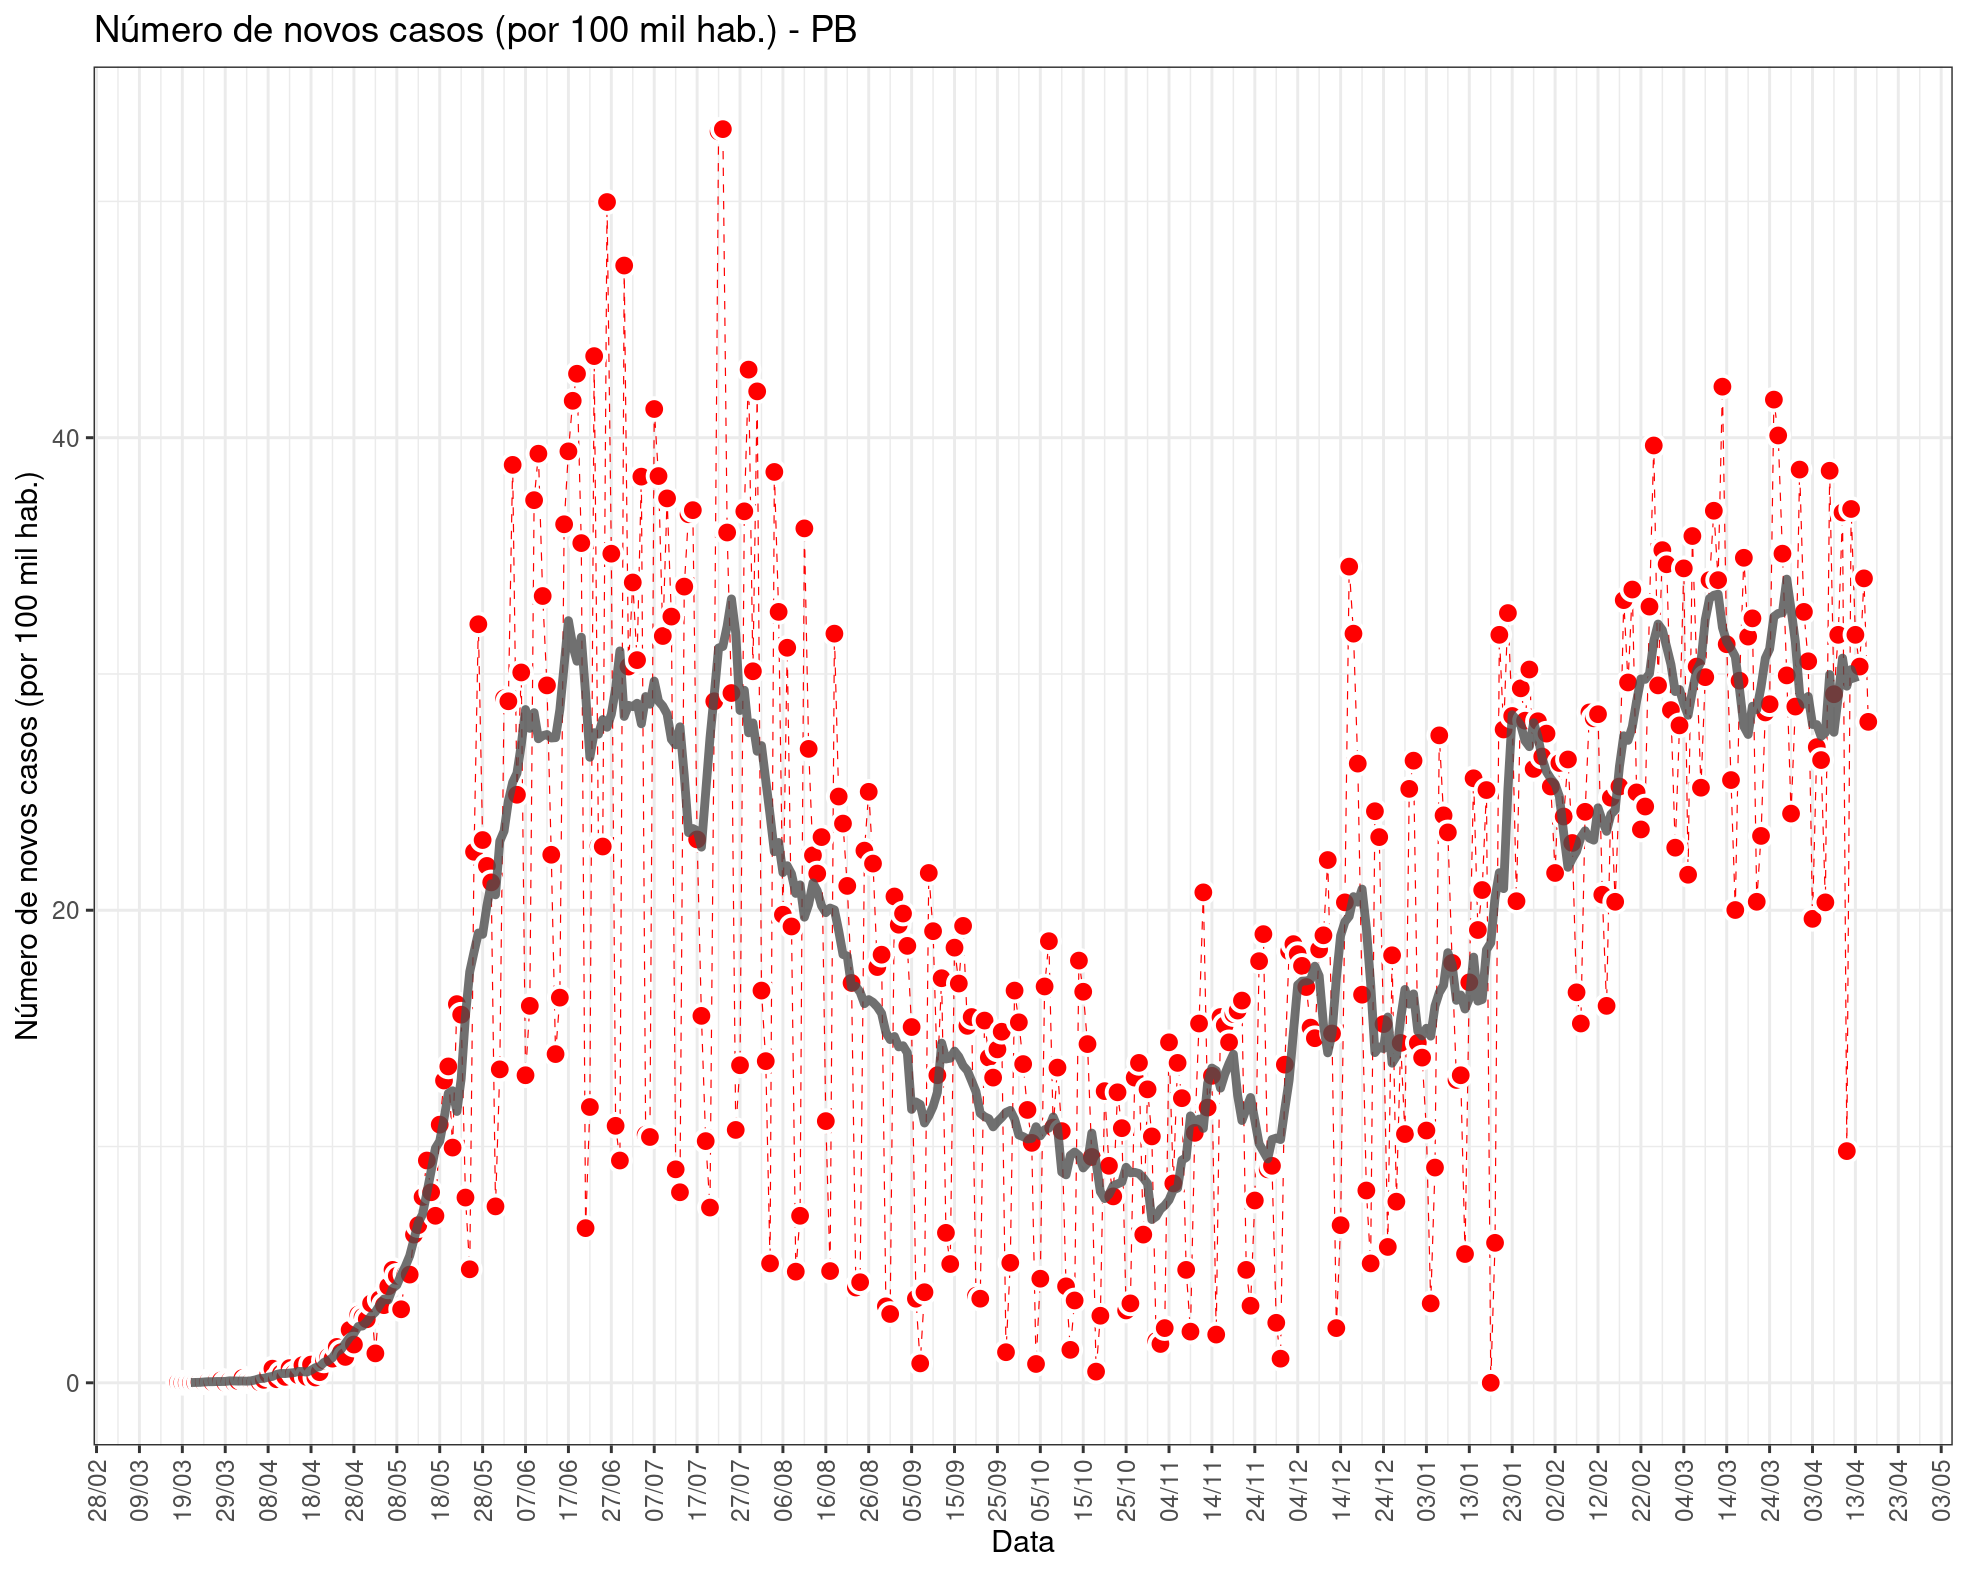 Número de novos casos (por 100 mil hab.) - PB
Número de novos casos (por 100 mil hab.)
40
20
0
28/02 09/03 19/03 29/03 08/04 18/04 28/04 08/05 18/05 28/05 07/06 17/06 27/06 07/07 17/07 27/07 06/08 16/08 26/08 05/09 15/09 25/09 05/10 15/10 25/10 04/11 14/11 24/11 04/12 14/12 24/12 03/01 13/01 23/01 02/02 12/02 22/02 04/03 14/03 24/03 03/04 13/04 23/04 03/05
Data